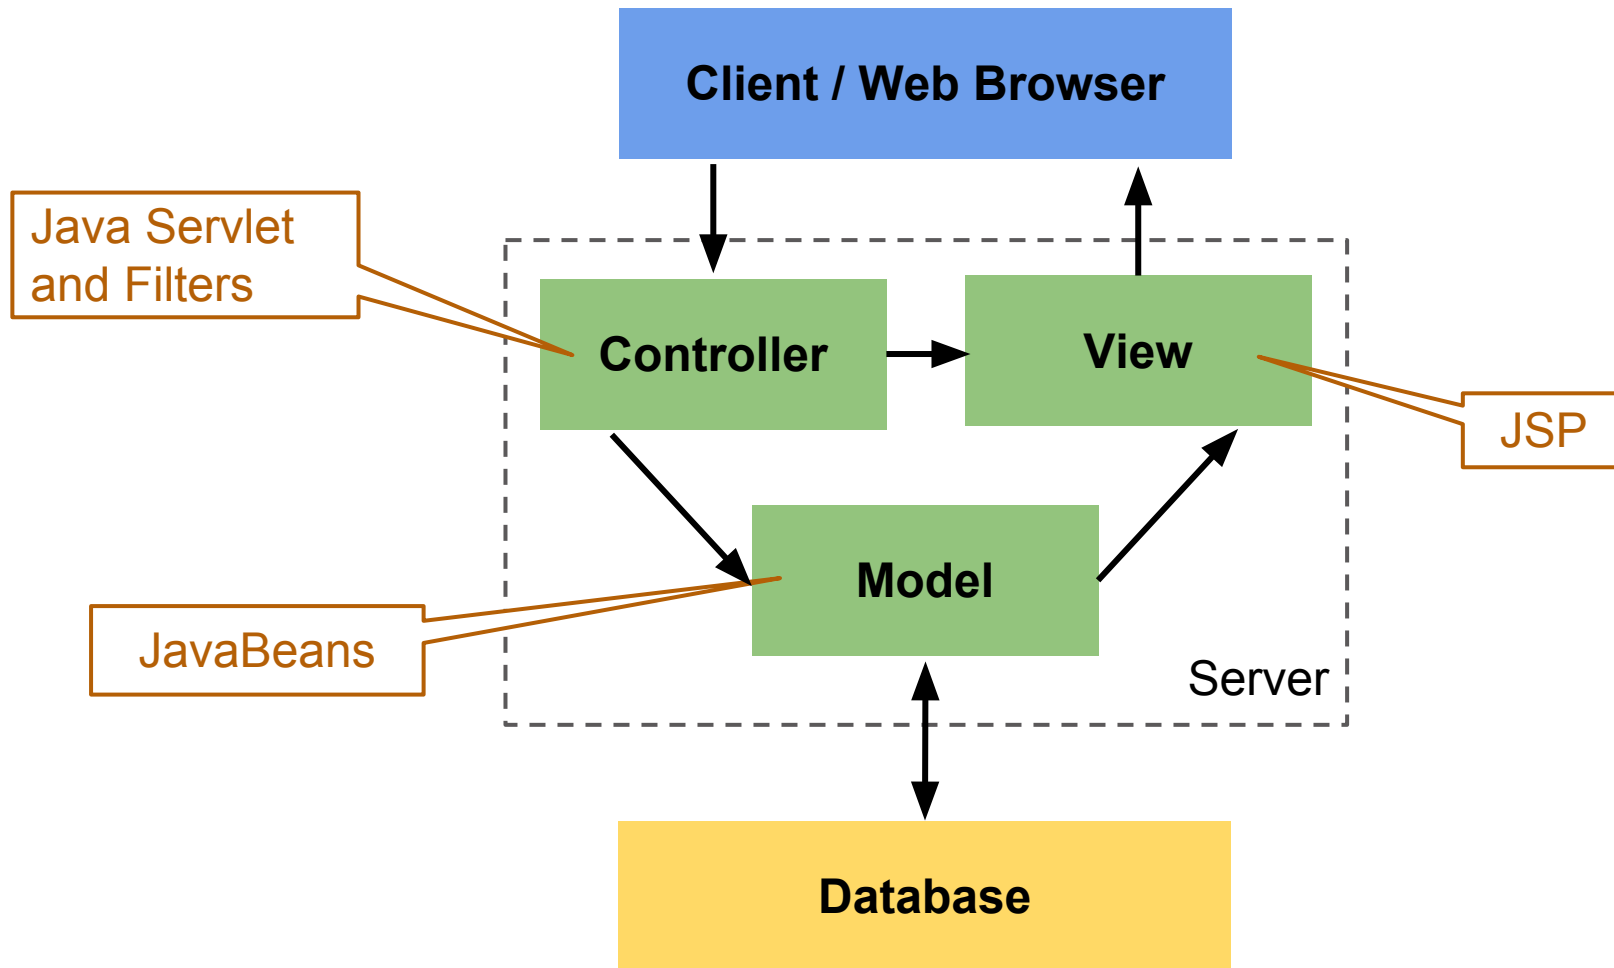 Client / Web Browser
Java Servlet
and Filters
Controller
View
JSP
Model
JavaBeans
Server
Database